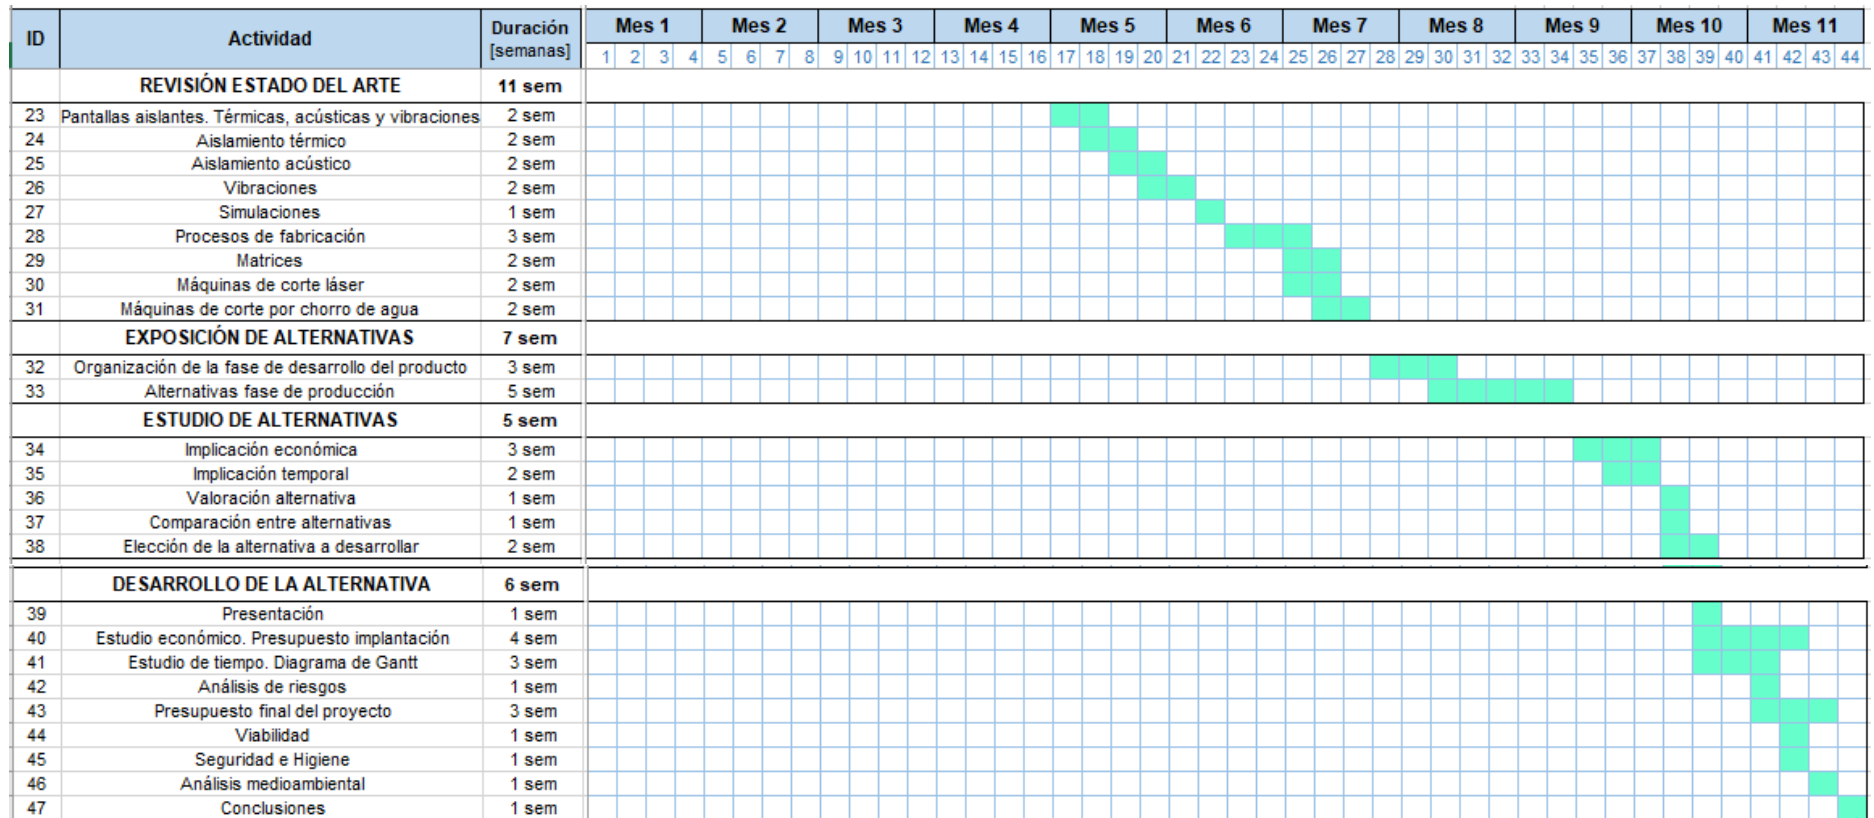 ID Actividad Duración [semanas] Mes 1 Mes 2 Mes 3 Mes 4 Mes 5 Mes 6 Mes 7 Mes 8 Mes 9 Mes 10 Mes 11
1 2 3 4 5 6 7 8 9 10 11 12 13 14 15 16 17 18 19 20 21 22 23 24 25 26 27 28 29 30 31 32 33 34 35 36 37 38 39 40 41 42 43 44
REVISIÓN ESTADO DEL ARTE 11 sem
23 Pantallas aislantes. Térmicas, acústicas y vibraciones 2 sem
24 Aislamiento térmico 2 sem
25 Aislamiento acústico 2 sem
26 Vibraciones 2 sem
27 Simulaciones 1 sem
28 Procesos de fabricación 3 sem
29 Matrices 2 sem
30 Máquinas de corte láser 2 sem
31 Máquinas de corte por chorro de agua 2 sem
EXPOSICIÓN DE ALTERNATIVAS 7 sem
32 Organización de la fase de desarrollo del producto 3 sem
33 Alternativas fase de producción 5 sem
ESTUDIO DE ALTERNATIVAS 5 sem
34 Implicación económica 3 sem
35 Implicación temporal 2 sem
36 Valoración alternativa 1 sem
37 Comparación entre alternativas 1 sem
38 Elección de la alternativa a desarrollar 2 sem
DESARROLLO DE LA ALTERNATIVA 6 sem
39 Presentación 1 sem
40 Estudio económico. Presupuesto implantación 4 sem
41 Estudio de tiempo. Diagrama de Gantt 3 sem
42 Análisis de riesgos 1 sem
43 Presupuesto final del proyecto 3 sem
44 Viabilidad 1 sem
45 Seguridad e Higiene 1 sem
46 Análisis medioambiental 1 sem
47 Conclusiones 1 sem